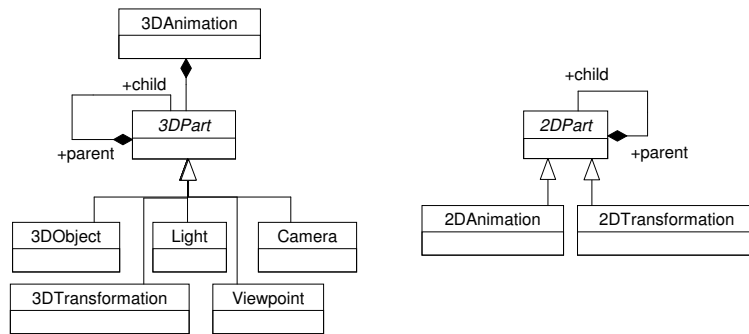 3DAnimation
+child
3DPart
+parent
3DObject
Light
Camera
3DTransformation
Viewpoint
+child
2DPart
+parent
2DAnimation
2DTransformation